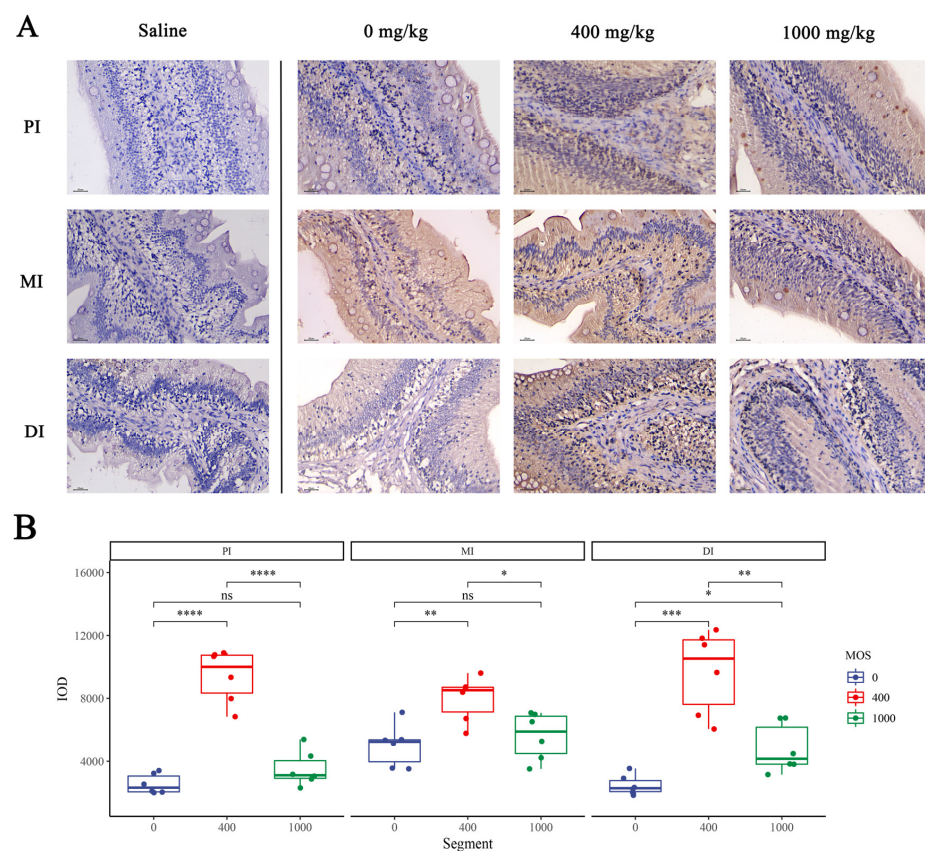 A
Saline
0 mg/kg
400 mg/kg
1000 mg/kg
PI
MI
DI
B
PI
MI
DI
16000
12000
8000
4000
IOD
****
ns
****
*
ns
**
**
*
***
MOS
0
400
1000
0
400
1000
0
400
1000
0
400
1000
Segment